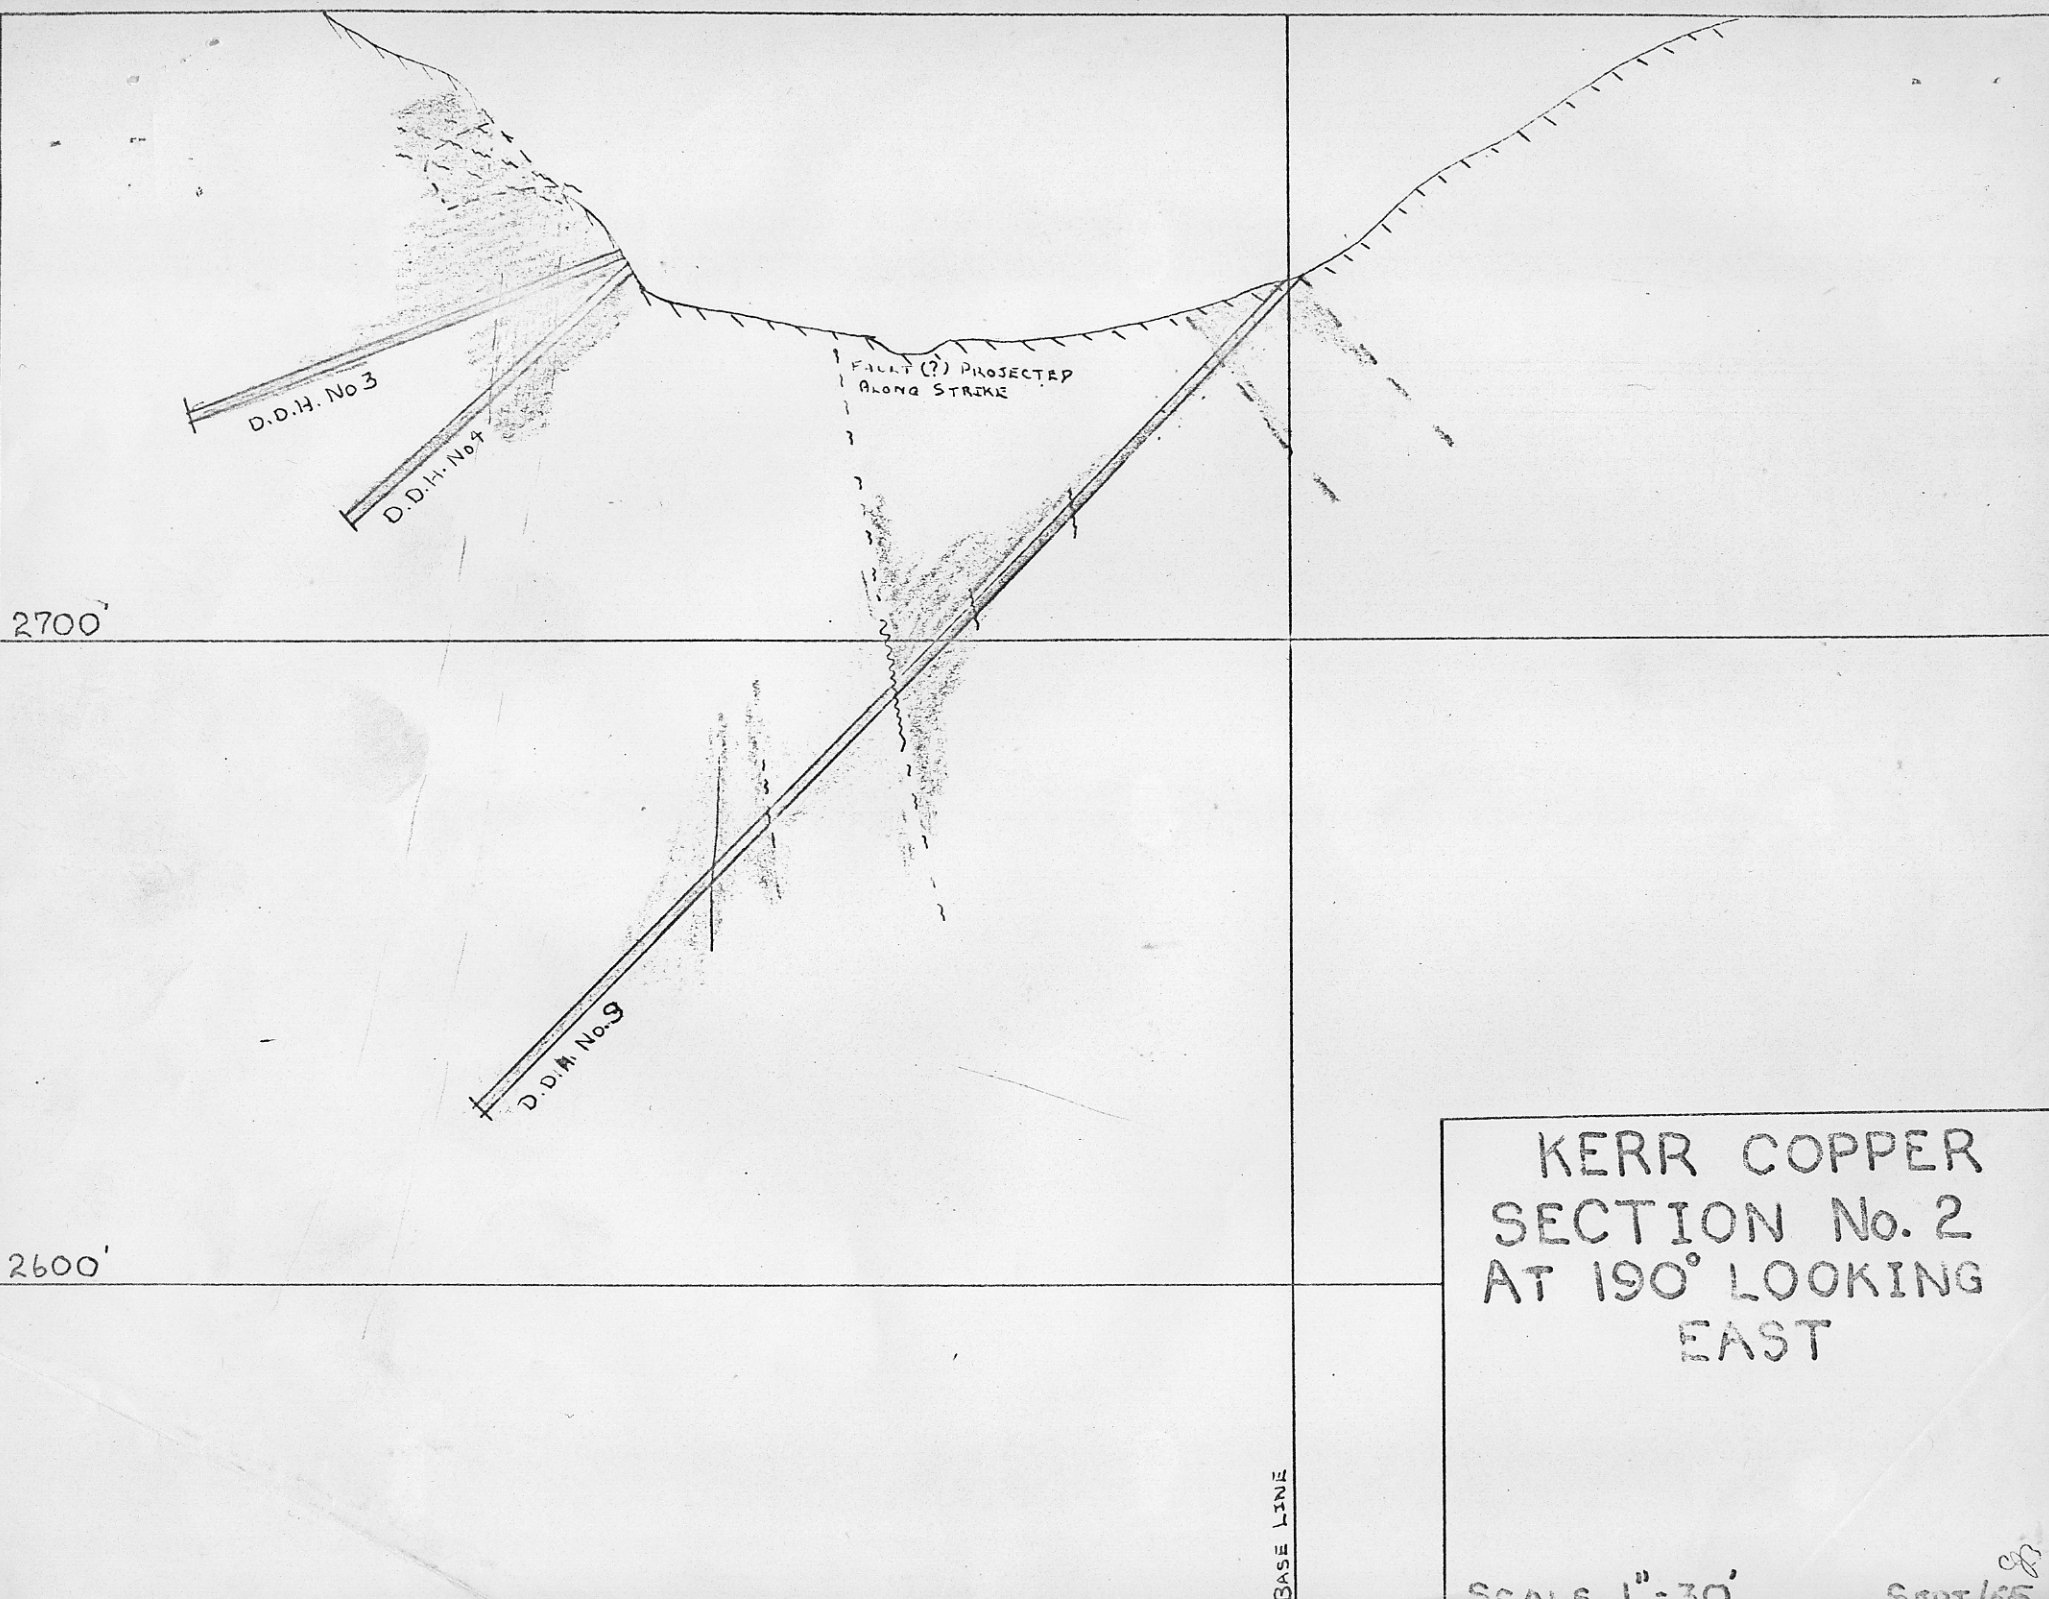 FAULT (?) PROJECTED
ALONG STRIKE
D.D.H. No 3
D.D.H. No 4
2700'
D.D.H. No. 9
KERR COPPER
SECTION No. 2
AT 190° LOOKING
EAST
2600'
BASE LINE
SCALE 1"=30'